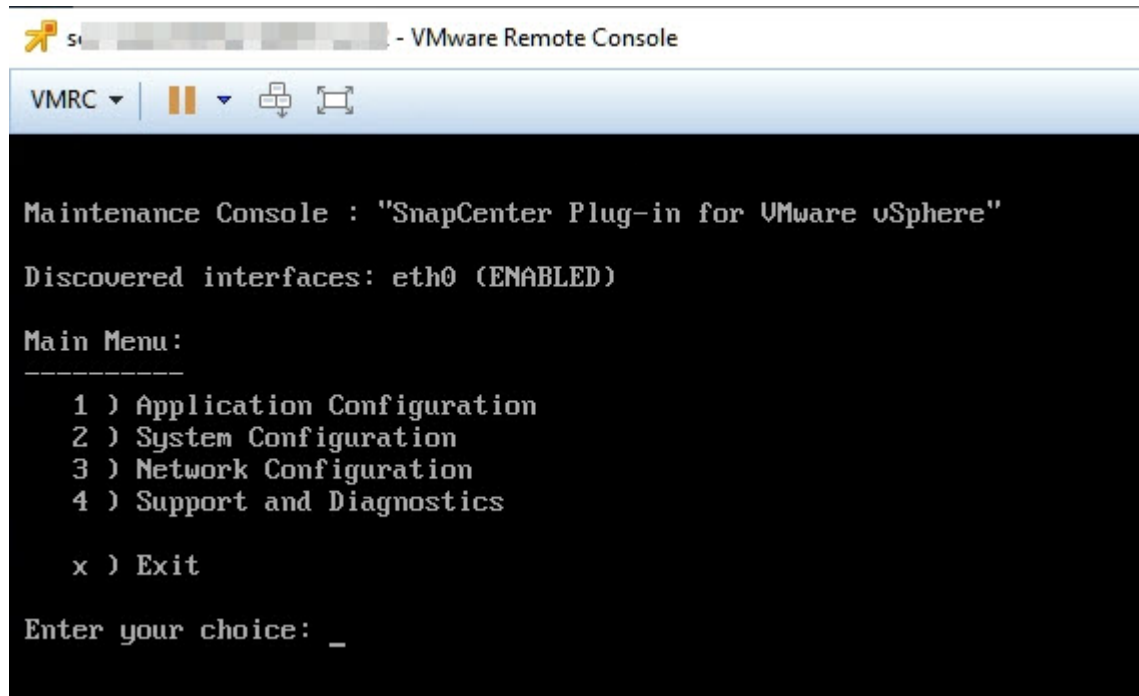 - VMware Remote Console
VMRC
Maintenance Console : "SnapCenter Plug-in for VMware vSphere"
Discovered interfaces: eth0 (ENABLED)
Main Menu:
----------
1 ) Application Configuration
2 ) System Configuration
3 ) Network Configuration
4 ) Support and Diagnostics
x ) Exit
Enter your choice: _